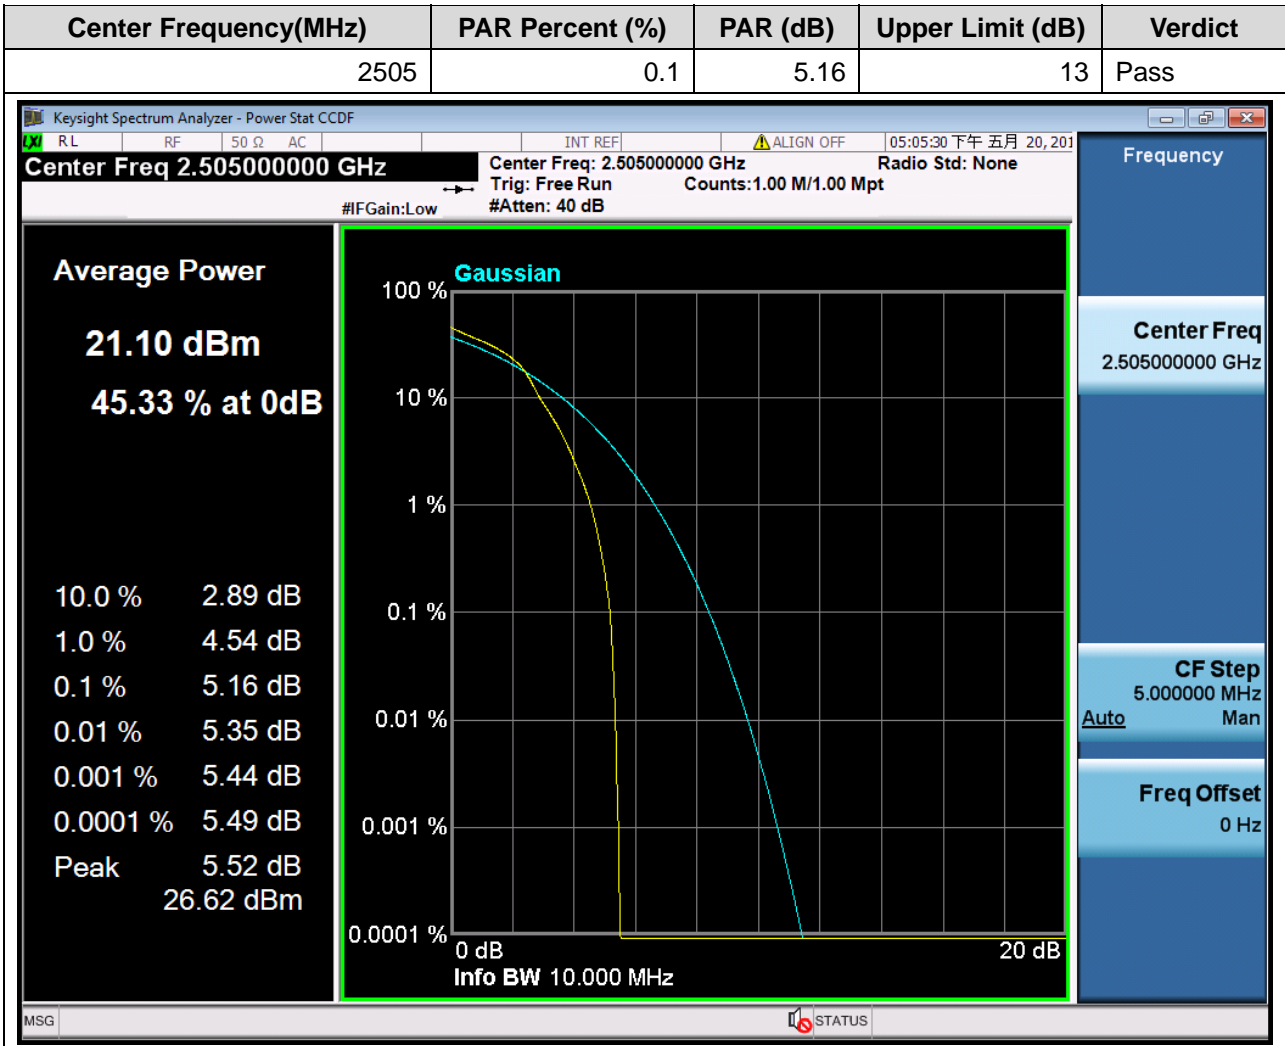 Center Frequency(MHz) PAR Percent (%) PAR (dB) Upper Limit (dB) Verdict
2505 0.1 5.16 13 Pass
Keysight Spectrum Analyzer - Power Stat CCDF
LXI RL RF 50 Ω AC INT REF ALIGN OFF 05:05:30 下午 五月 20, 201
Center Freq 2.505000000 GHz
#IFGain:Low
Center Freq: 2.505000000 GHz Radio Std: None
Trig: Free Run Counts:1.00 M/1.00 Mpt
#Atten: 40 dB
Average Power
21.10 dBm
45.33 % at 0dB
10.0 % 2.89 dB
1.0 % 4.54 dB
0.1 % 5.16 dB
0.01 % 5.35 dB
0.001 % 5.44 dB
0.0001 % 5.49 dB
Peak 5.52 dB
26.62 dBm
Gaussian
100 %
10 %
1 %
0.1 %
0.01 %
0.001 %
0.0001 %
0 dB 20 dB
Info BW 10.000 MHz
Frequency
Center Freq
2.505000000 GHz
CF Step
5.000000 MHz
Auto Man
Freq Offset
0 Hz
MSG STATUS